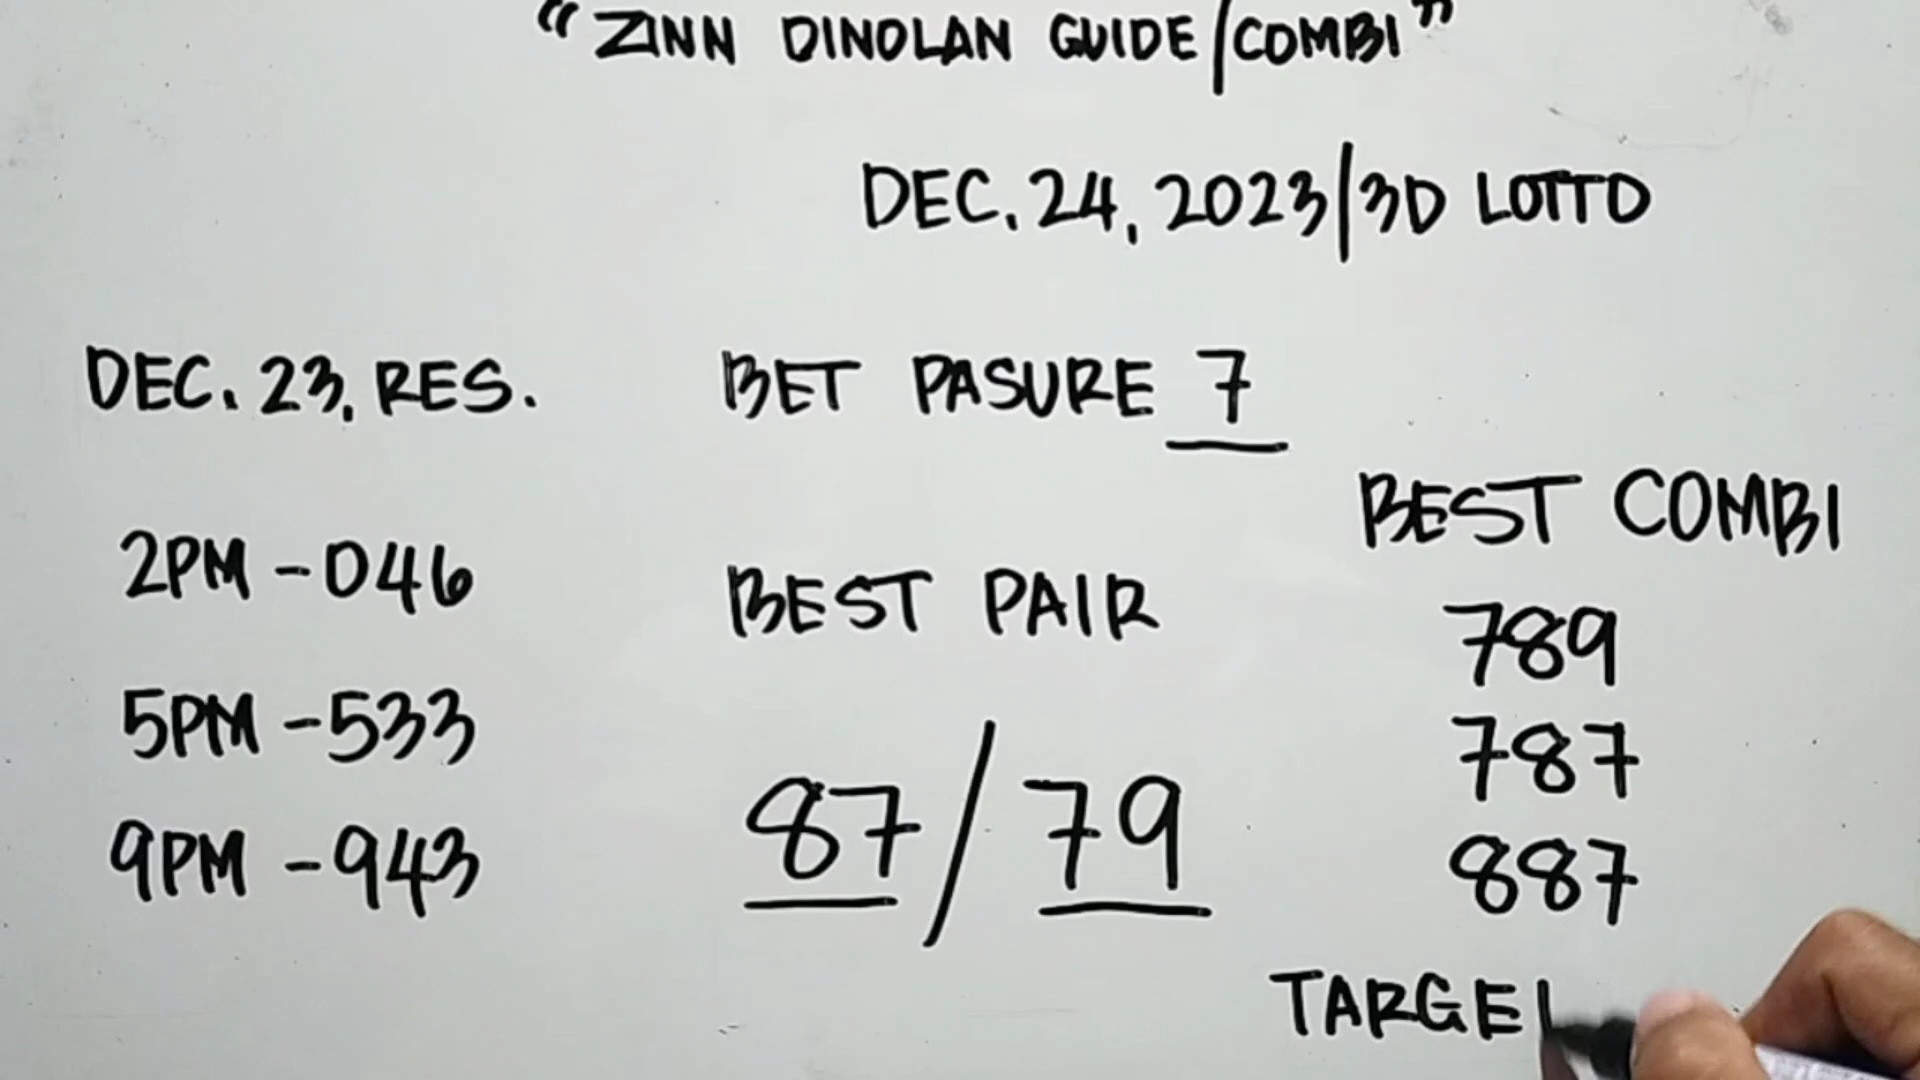 "ZINN DINOLAN GUIDE/COMBI"
DEC. 24, 2023/3D LOTTO
DEC. 23, RES.
2PM - 046
5PM - 533
9PM - 943
BET PASURE 7
BEST PAIR
87/79
BEST COMBI
789
787
887
TARGE